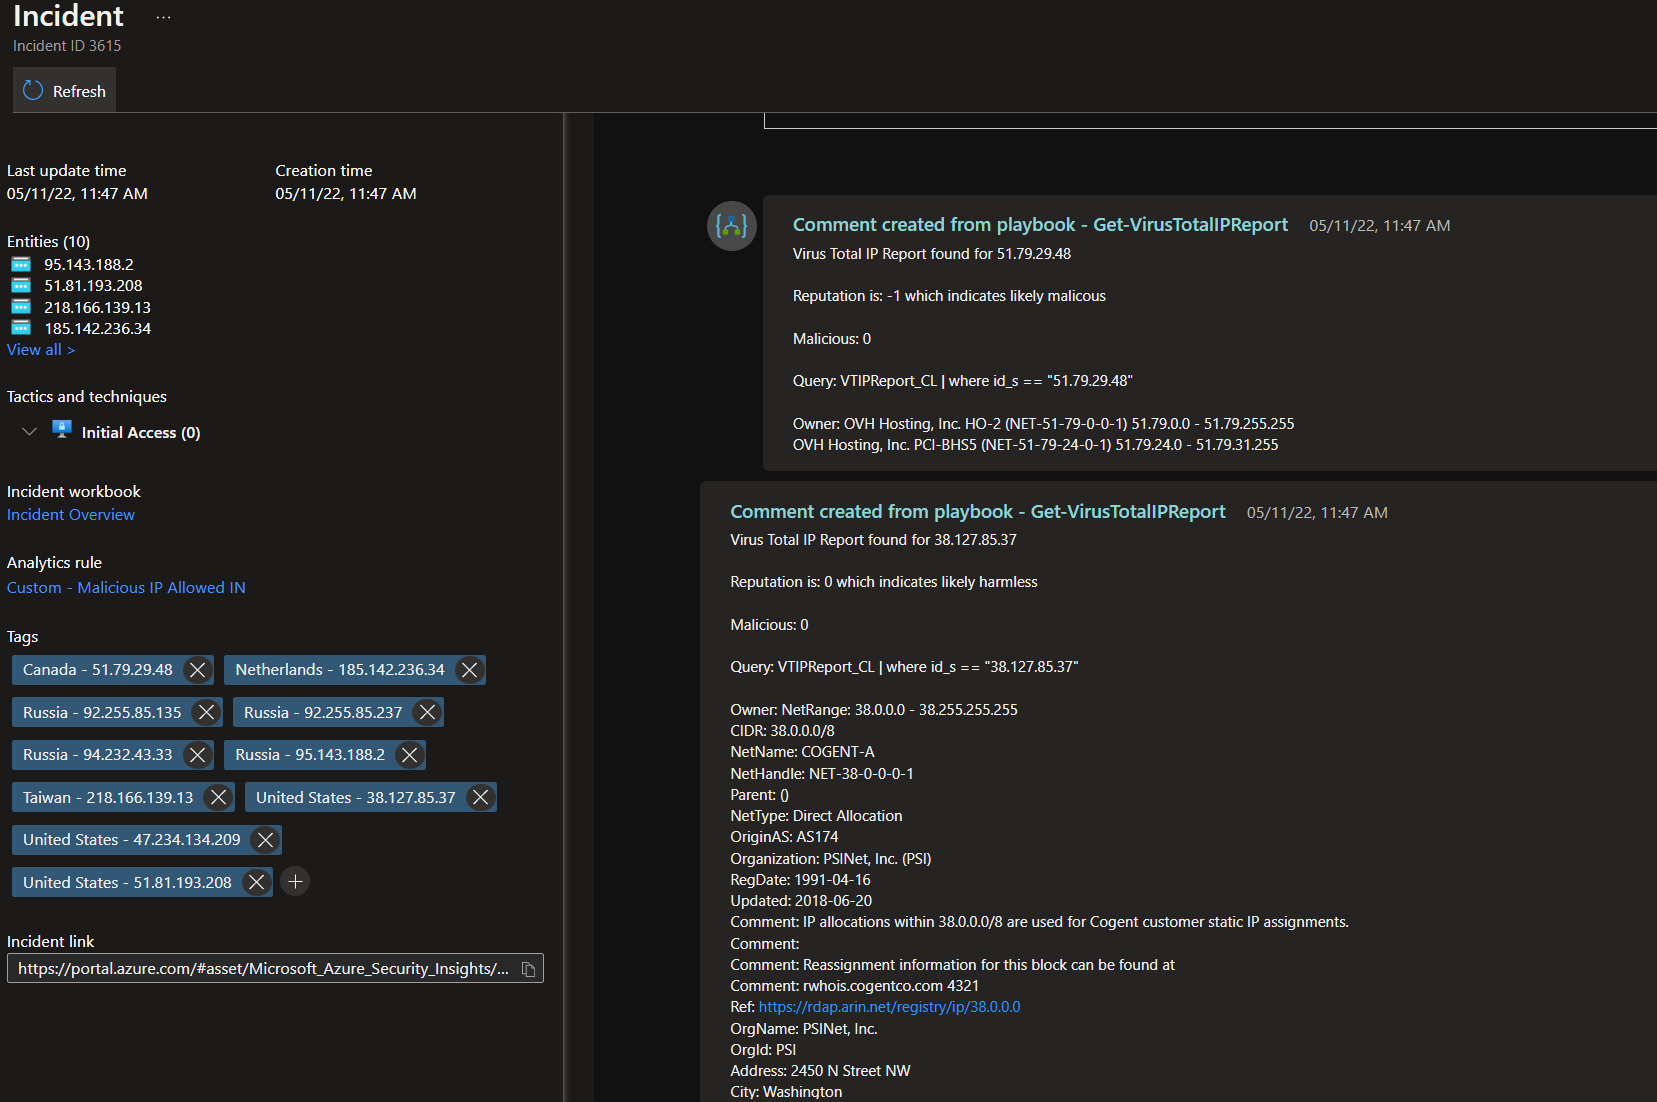 Incident ...
Incident ID 3615
Refresh
Last update time
05/11/22, 11:47 AM
Creation time
05/11/22, 11:47 AM
Entities (10)
95.143.188.2
51.81.193.208
218.166.139.13
185.142.236.34
View all >
Tactics and techniques
Initial Access (0)
Incident workbook
Incident Overview
Analytics rule
Custom - Malicious IP Allowed IN
Tags
Canada - 51.79.29.48
Netherlands - 185.142.236.34
Russia - 92.255.85.135
Russia - 92.255.85.237
Russia - 94.232.43.33
Russia - 95.143.188.2
Taiwan - 218.166.139.13
United States - 38.127.85.37
United States - 47.234.134.209
United States - 51.81.193.208
Incident link
https://portal.azure.com/#asset/Microsoft_Azure_Security_Insights/...
Comment created from playbook - Get-VirusTotalIPReport 05/11/22, 11:47 AM
Virus Total IP Report found for 51.79.29.48
Reputation is: -1 which indicates likely malicous
Malicious: 0
Query: VTIPReport_CL | where id_s == "51.79.29.48"
Owner: OVH Hosting, Inc. HO-2 (NET-51-79-0-0-1) 51.79.0.0 - 51.79.255.255
OVH Hosting, Inc. PCI-BHS5 (NET-51-79-24-0-1) 51.79.24.0 - 51.79.31.255
Comment created from playbook - Get-VirusTotalIPReport 05/11/22, 11:47 AM
Virus Total IP Report found for 38.127.85.37
Reputation is: 0 which indicates likely harmless
Malicious: 0
Query: VTIPReport_CL | where id_s == "38.127.85.37"
Owner: NetRange: 38.0.0.0 - 38.255.255.255
CIDR: 38.0.0.0/8
NetName: COGENT-A
NetHandle: NET-38-0-0-0-1
Parent: ()
NetType: Direct Allocation
OriginAS: AS174
Organization: PSINet, Inc. (PSI)
RegDate: 1991-04-16
Updated: 2018-06-20
Comment: IP allocations within 38.0.0.0/8 are used for Cogent customer static IP assignments.
Comment:
Comment: Reassignment information for this block can be found at
Comment: rwhois.cogentco.com 4321
Ref: https://rdap.arin.net/registry/ip/38.0.0.0
OrgName: PSINet, Inc.
OrgId: PSI
Address: 2450 N Street NW
City: Washington